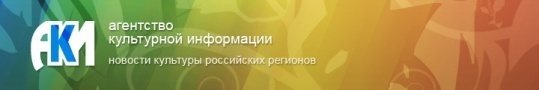 АКИ
агентство
культурной информации
новости культуры российских регионов